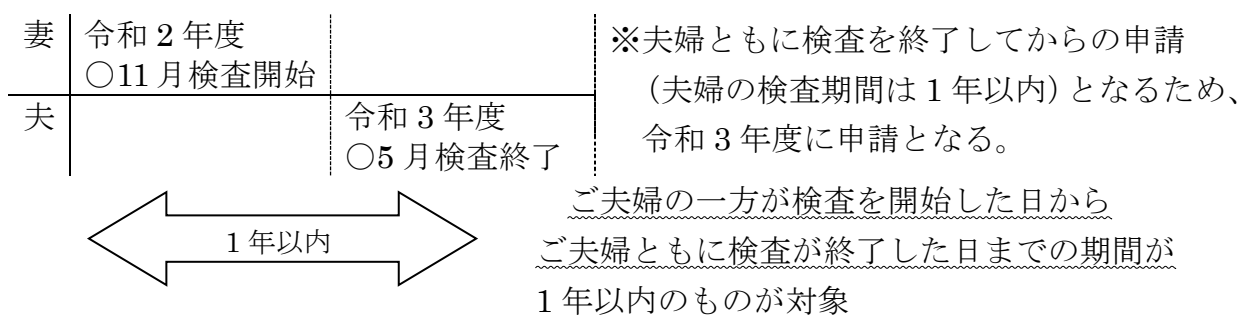 妻 令和2年度
○11月検査開始
夫 令和3年度
○5月検査終了
※夫婦ともに検査を終了してからの申請
（夫婦の検査期間は1年以内）となるため、
令和3年度に申請となる。
1年以内
ご夫婦の一方が検査を開始した日から
ご夫婦ともに検査が終了した日までの期間が
1年以内のものが対象